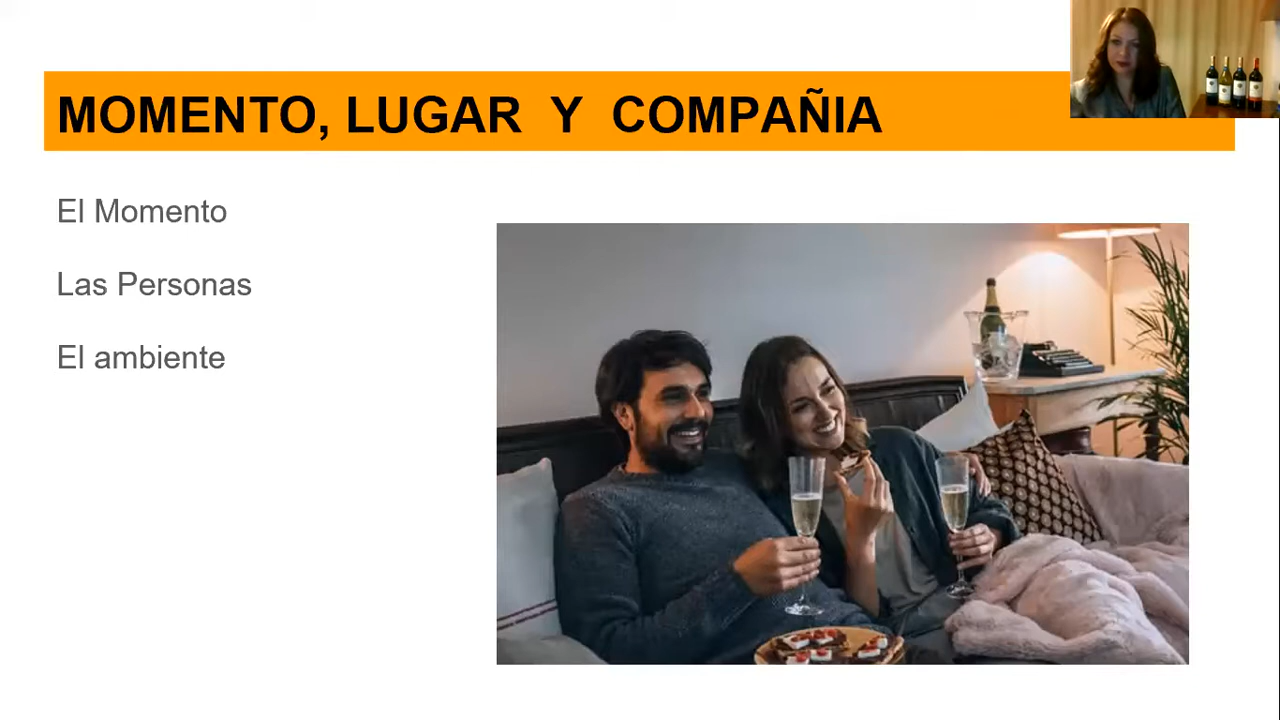 MOMENTO, LUGAR Y COMPAÑIA
El Momento
Las Personas
El ambiente